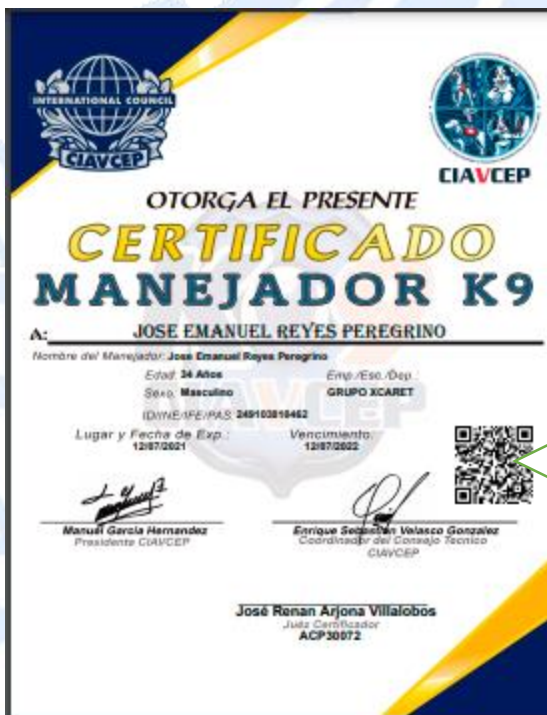 INTERNATIONAL COUNCIL
CIAVCEP
CIAVCEP
OTORGA EL PRESENTE
CERTIFICADO
MANEJADOR K9
A: JOSE EMANUEL REYES PEREGRINO
Nombre del Manejador: Jose Emanuel Reyes Peregrino
Edad: 34 Años Emp./Esc./Dep.:
Sexo: Masculino GRUPO XCARET
ID/INE/IFE/PAS: 249103816462
Lugar y Fecha de Exp.: Vencimiento:
12/07/2021 12/07/2022
Manuel Garcia Hernandez Enrique Sebastian Velasco Gonzalez
Presidente CIAVCEP Coordinador del Consejo Tecnico
CIAVCEP
José Renan Arjona Villalobos
Juez Certificador
ACP30072